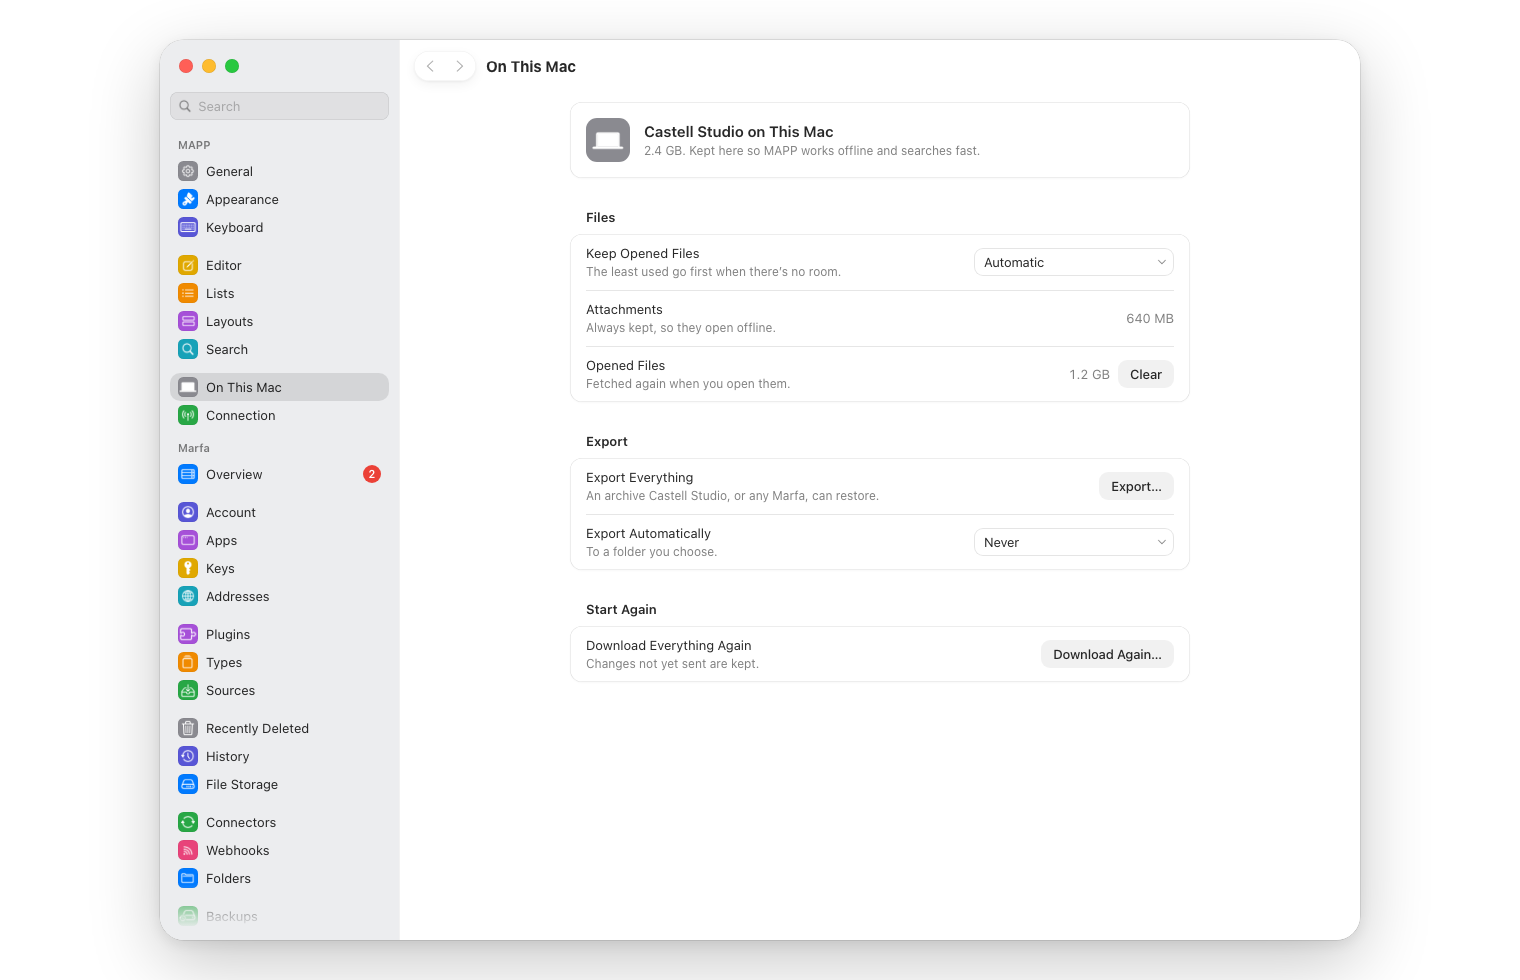 On This Mac
Search
MAPP
General
Appearance
Keyboard
Editor
Lists
Layouts
Search
On This Mac
Connection
Marfa
Overview
2
Account
Apps
Keys
Addresses
Plugins
Types
Sources
Recently Deleted
History
File Storage
Connectors
Webhooks
Folders
Backups
Castell Studio on This Mac
2.4 GB. Kept here so MAPP works offline and searches fast.
Files
Keep Opened Files
The least used go first when there's no room.
Automatic
Attachments
Always kept, so they open offline.
640 MB
Opened Files
Fetched again when you open them.
1.2 GB
Clear
Export
Export Everything
An archive Castell Studio, or any Marfa, can restore.
Export...
Export Automatically
To a folder you choose.
Never
Start Again
Download Everything Again
Changes not yet sent are kept.
Download Again...